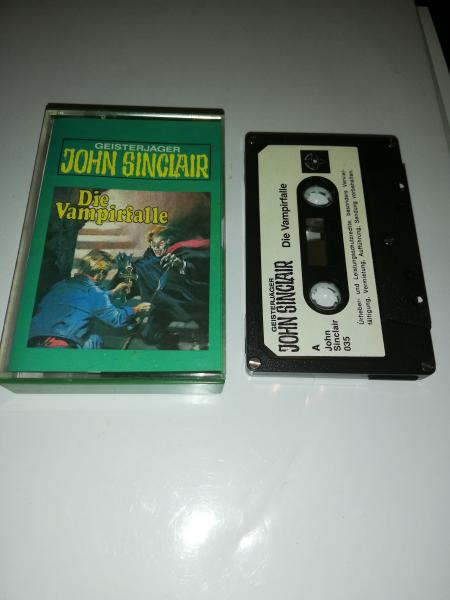 GEISTERJÄGER
JOHN SINCLAIR
Die
Vampirfalle
GEISTERJÄGER
JOHN SINCLAIR Die Vampirfalle
A
John
Sinclair
035
Urheber- und Leistungsschutzrechte, besonders Verviel-
fältigung, Vermietung, Aufführung, Sendung vorbehalten.